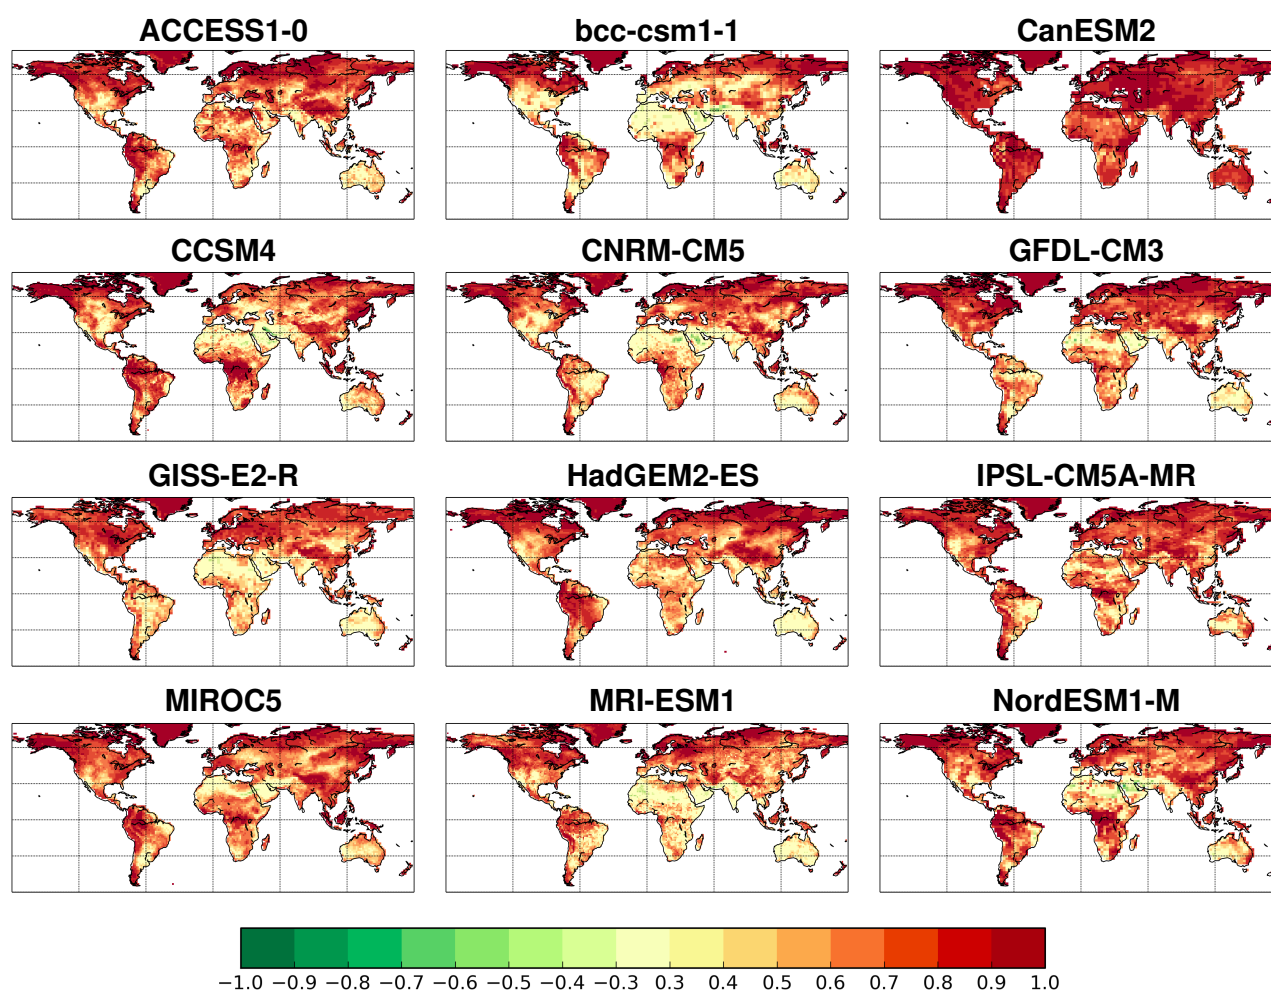 ACCESS1-0 bcc-csm1-1 CanESM2
CCSM4 CNRM-CM5 GFDL-CM3
GISS-E2-R HadGEM2-ES IPSL-CM5A-MR
MIROC5 MRI-ESM1 NordESM1-M
−1.0 −0.9 −0.8 −0.7 −0.6 −0.5 −0.4 −0.3 0.3 0.4 0.5 0.6 0.7 0.8 0.9 1.0